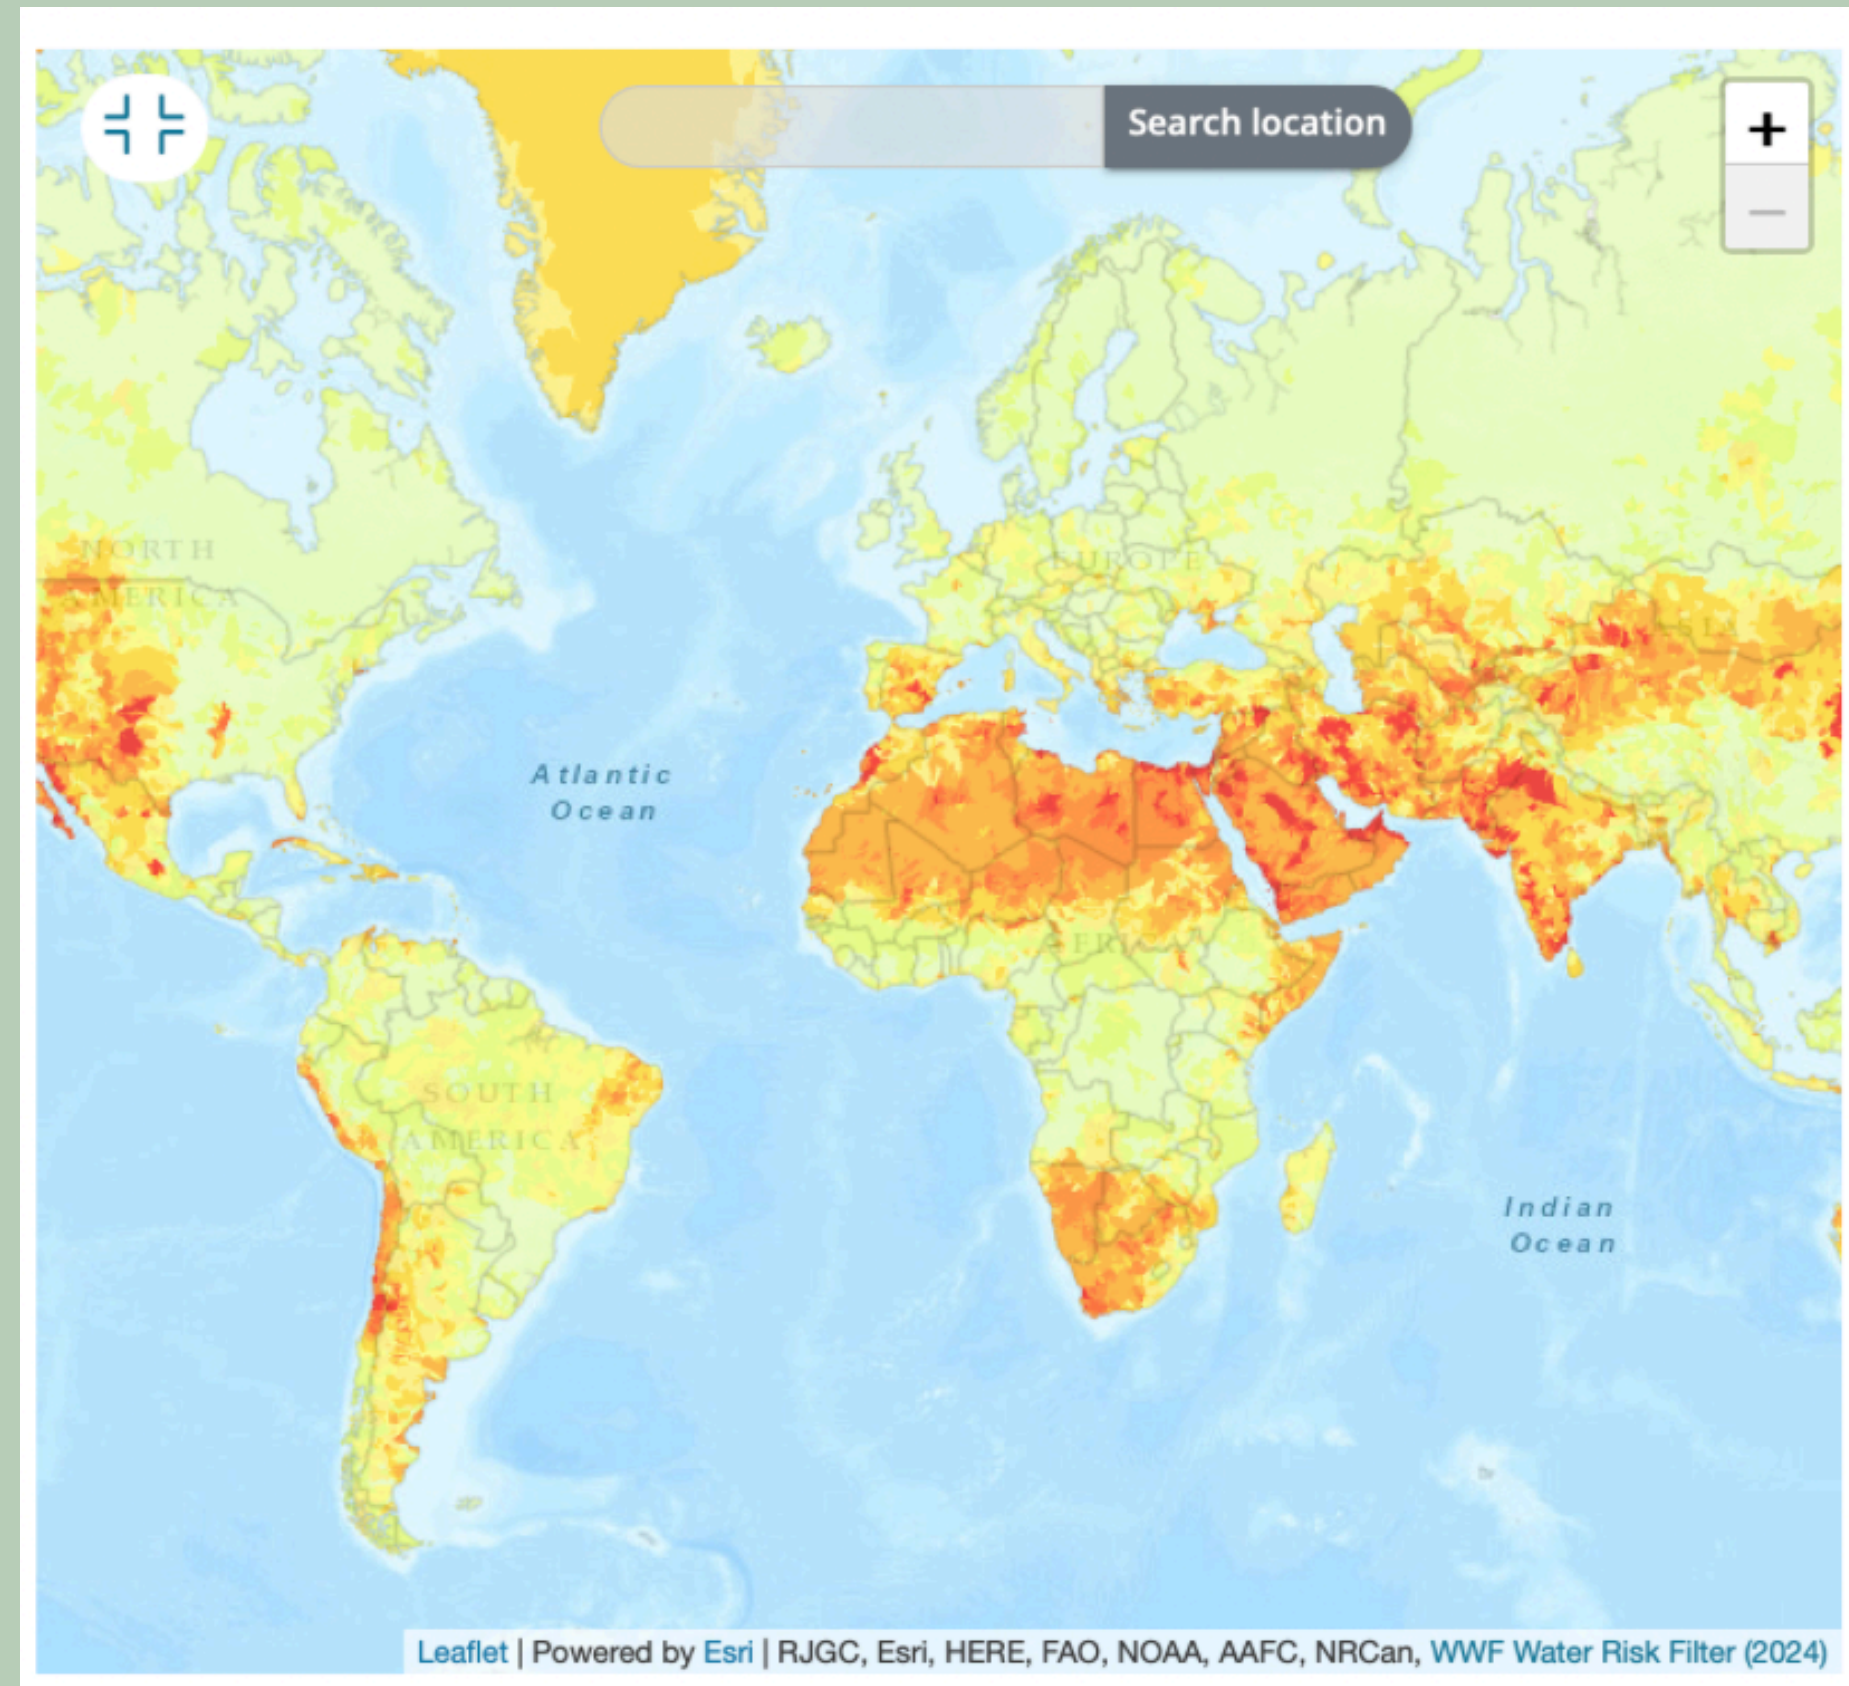 Search location
+
−
NORTH
AMERICA
EUROPE
Atlantic
Ocean
AFRICA
SOUTH
AMERICA
Indian
Ocean
Leaflet | Powered by Esri | RJGC, Esri, HERE, FAO, NOAA, AAFC, NRCan, WWF Water Risk Filter (2024)